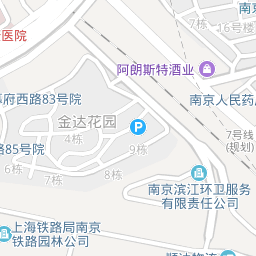 5栋
南京
16号楼
医院
7栋
阿朗斯特酒业
府西路83号院
南京人民药
金达花园
P
7号线
(规划)
4栋
路85号院
9栋
6栋
7栋
8栋
南京滨江环卫服务
有限责任公司
上海铁路局南京
铁路园林公司